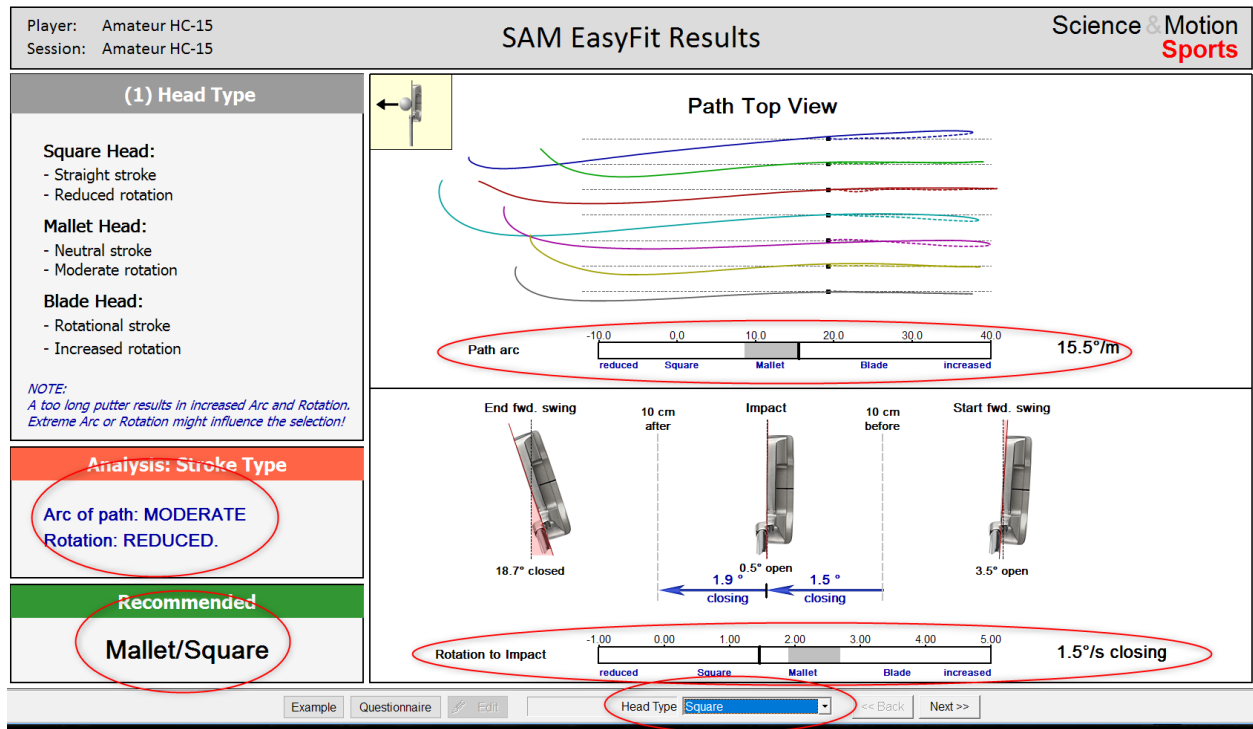 Player: Amateur HC-15
Session: Amateur HC-15
SAM EasyFit Results
Science & Motion
Sports
(1) Head Type
Square Head:
- Straight stroke
- Reduced rotation
Mallet Head:
- Neutral stroke
- Moderate rotation
Blade Head:
- Rotational stroke
- Increased rotation
NOTE:
A too long putter results in increased Arc and Rotation.
Extreme Arc or Rotation might influence the selection!
Analysis: Stroke Type
Arc of path: MODERATE
Rotation: REDUCED.
Recommended
Mallet/Square
Path Top View
-10.0 0.0 10.0 20.0 30.0 40.0
Path arc 15.5°/m
reduced Square Mallet Blade increased
End fwd. swing 10 cm after Impact 10 cm before Start fwd. swing
18.7° closed 0.5° open 3.5° open
1.9 ° 1.5 °
closing closing
-1.00 0.00 1.00 2.00 3.00 4.00 5.00
Rotation to Impact 1.5°/s closing
reduced Square Mallet Blade increased
Example Questionnaire Edit Head Type Square << Back Next >>